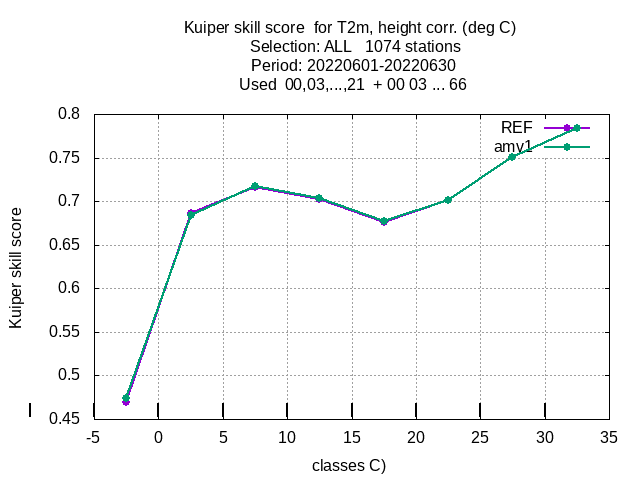 Kuiper skill score for T2m, height corr. (deg C)
Selection: ALL 1074 stations
Period: 20220601-20220630
Used 00,03,...,21 + 00 03 ... 66
REF
amv1
0.8
0.75
0.7
0.65
0.6
0.55
0.5
0.45
Kuiper skill score
-5 0 5 10 15 20 25 30 35
classes C)